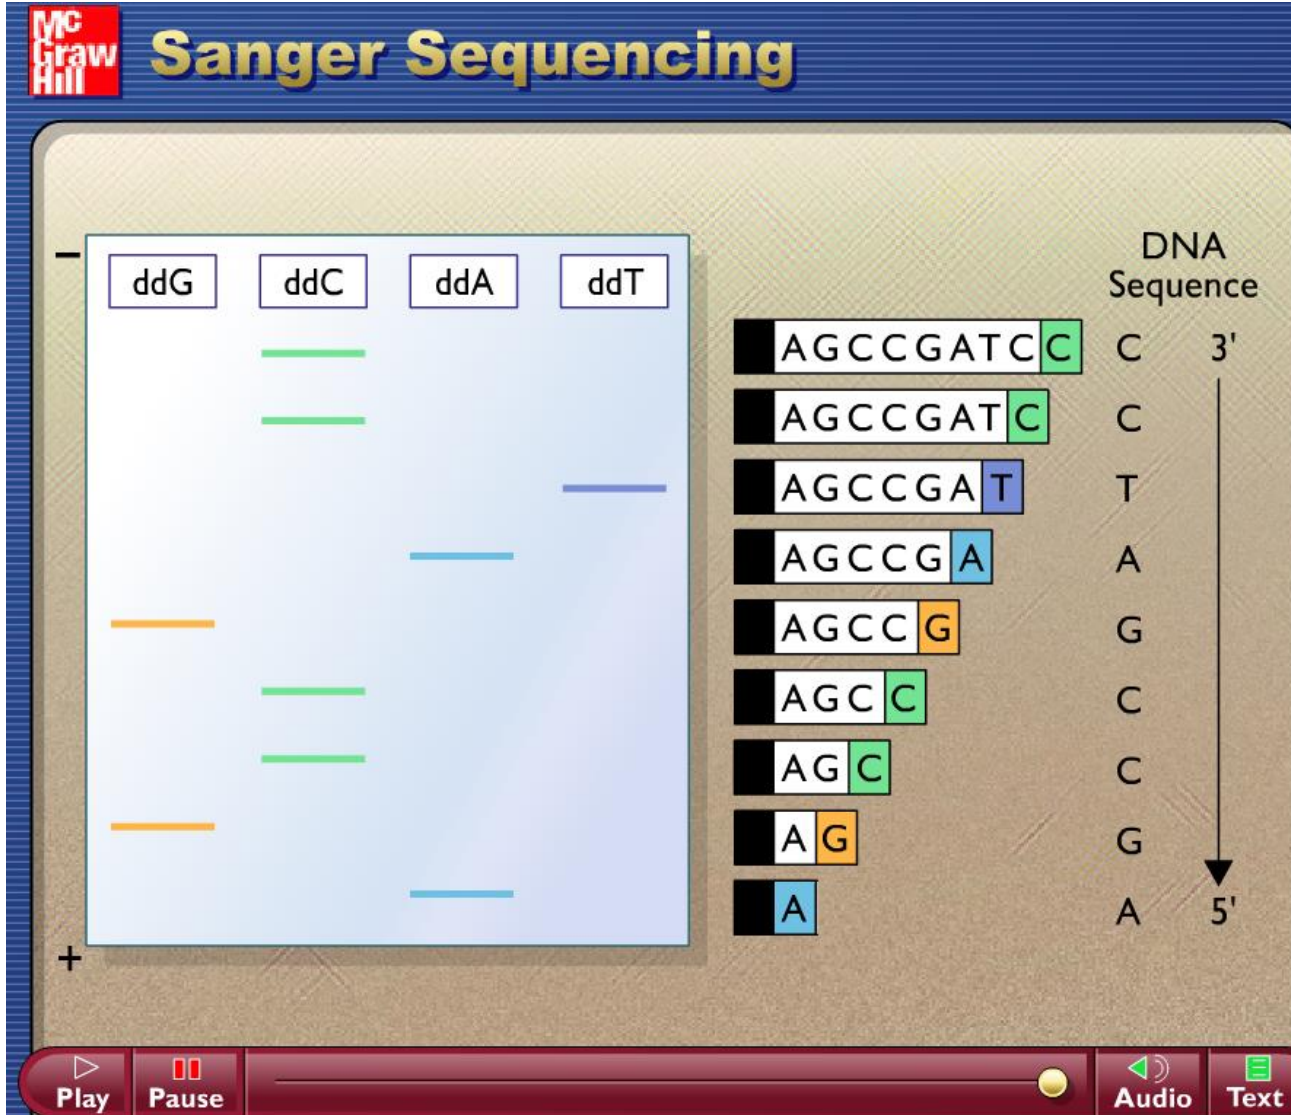 Mc
Graw
Hill
Sanger Sequencing
DNA
Sequence
−
ddG ddC ddA ddT
AGCCGATCC C 3'
AGCCGATC C
AGCCGAT T
AGCCGA A
AGCCG G
AGCC C
AGC C
AG G
A A 5'
+
Play Pause Audio Text